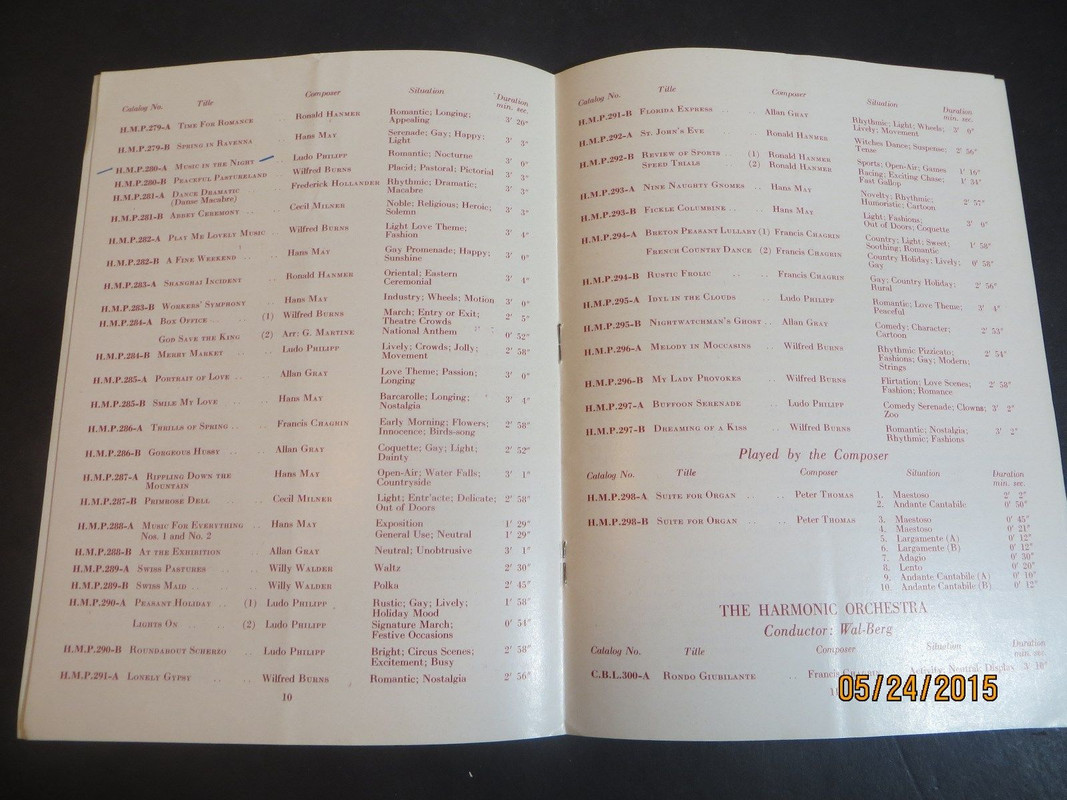 Catalog No. Title Composer Situation Duration min. sec.
H.M.P.279-A TIME FOR ROMANCE Ronald HANMER Romantic; Longing; Appealing 3' 20"
H.M.P.279-B SPRING IN RAVENNA .. Hans MAY Serenade; Gay; Happy; Light 3' 3"
H.M.P.280-A MUSIC IN THE NIGHT .. Ludo PHILIPP Romantic; Nocturne 3' 0"
H.M.P.280-B PEACEFUL PASTURELAND Wilfred BURNS Placid; Pastoral; Pictorial 3' 3"
H.M.P.281-A DANCE DRAMATIC (Danse Macabre) Frederick HOLLANDER Rhythmic; Dramatic; Macabre 3' 3"
H.M.P.281-B ABBEY CEREMONY .. .. Cecil MILNER Noble; Religious; Heroic; Solemn 3' 3"
H.M.P.282-A PLAY ME LOVELY MUSIC .. Wilfred BURNS Light Love Theme; Fashion 3' 4"
H.M.P.282-B A FINE WEEKEND .. .. Hans MAY Gay Promenade; Happy; Sunshine 3' 0"
H.M.P.283-A SHANGHAI INCIDENT .. Ronald HANMER Oriental; Eastern Ceremonial 3' 4"
H.M.P.283-B WORKERS' SYMPHONY .. Hans MAY Industry; Wheels; Motion 3' 0"
H.M.P.284-A BOX OFFICE .. (1) Wilfred BURNS March; Entry or Exit; Theatre Crowds 2' 5"
GOD SAVE THE KING (2) Arr: G. MARTINE National Anthem 0' 52"
H.M.P.284-B MERRY MARKET .. .. Ludo PHILIPP Lively; Crowds; Jolly; Movement 2' 58"
H.M.P.285-A PORTRAIT OF LOVE .. .. Allan GRAY Love Theme; Passion; Longing 3' 0"
H.M.P.285-B SMILE MY LOVE .. .. Hans MAY Barcarolle; Longing; Nostalgia 3' 4"
H.M.P.286-A THRILLS OF SPRING .. .. Francis CHAGRIN Early Morning; Flowers; Innocence; Birds-song 2' 58"
H.M.P.286-B GORGEOUS HUSSY .. .. Allan GRAY Coquette; Gay; Light; Dainty 2' 52"
H.M.P.287-A RIPPLING DOWN THE MOUNTAIN Hans MAY Open-Air; Water Falls; Countryside 3' 1"
H.M.P.287-B PRIMROSE DELL .. .. Cecil MILNER Light; Entr'acte; Delicate; Out of Doors 2' 58"
H.M.P.288-A MUSIC FOR EVERYTHING .. Hans MAY Exposition 1' 29"
Nos. 1 and No. 2 General Use; Neutral 1' 29"
H.M.P.288-B AT THE EXHIBITION .. Allan GRAY Neutral; Unobtrusive 3' 1"
H.M.P.289-A SWISS PASTURES .. .. Willy WALDER Waltz 2' 30"
H.M.P.289-B SWISS MAID .. .. .. Willy WALDER Polka 2' 45"
H.M.P.290-A PEASANT HOLIDAY .. (1) Ludo PHILIPP Rustic; Gay; Lively; Holiday Mood 1' 58"
LIGHTS ON .. .. (2) Ludo PHILIPP Signature March; Festive Occasions 0' 54"
H.M.P.290-B ROUNDABOUT SCHERZO .. Ludo PHILIPP Bright; Circus Scenes; Excitement; Busy 2' 58"
H.M.P.291-A LONELY GYPSY .. .. Wilfred BURNS Romantic; Nostalgia 2' 56"
10
Catalog No. Title Composer Situation Duration min. sec.
H.M.P.291-B FLORIDA EXPRESS .. .. Allan GRAY Rhythmic; Light; Wheels; Lively; Movement 3' 0"
H.M.P.292-A ST. JOHN'S EVE .. Ronald HANMER Witches Dance; Suspense; Tense 2' 56"
H.M.P.292-B REVIEW OF SPORTS .. (1) Ronald HANMER Sports; Open-Air; Games 1' 16"
SPEED TRIALS (2) Ronald HANMER Racing; Exciting Chase; Fast Gallop 1' 34"
H.M.P.293-A NINE NAUGHTY GNOMES .. Hans MAY Novelty; Rhythmic; Humoristic; Cartoon 2' 57"
H.M.P.293-B FICKLE COLUMBINE .. .. Hans MAY Light; Fashions; Out of Doors; Coquette 3' 0"
H.M.P.294-A BRETON PEASANT LULLABY (1) Francis CHAGRIN Country; Light; Sweet; Soothing; Romantic 1' 58"
FRENCH COUNTRY DANCE (2) Francis CHAGRIN Country Holiday; Lively; Gay 0' 58"
H.M.P.294-B RUSTIC FROLIC .. .. Francis CHAGRIN Gay; Country Holiday; Rural 2' 56"
H.M.P.295-A IDYL IN THE CLOUDS .. Ludo PHILIPP Romantic; Love Theme; Peaceful 3' 4"
H.M.P.295-B NIGHTWATCHMAN'S GHOST .. Allan GRAY Comedy; Character; Cartoon 2' 53"
H.M.P.296-A MELODY IN MOCCASINS .. Wilfred BURNS Rhythmic Pizzicato; Fashions; Gay; Modern; Strings 2' 54"
H.M.P.296-B MY LADY PROVOKES .. Wilfred BURNS Flirtation; Love Scenes; Fashion; Romance 2' 58"
H.M.P.297-A BUFFOON SERENADE .. Ludo PHILIPP Comedy Serenade; Clowns; Zoo 3' 2"
H.M.P.297-B DREAMING OF A KISS .. Wilfred BURNS Romantic; Nostalgia; Rhythmic; Fashions 3' 2"
Played by the Composer
Catalog No. Title Composer Situation Duration min. sec.
H.M.P.298-A SUITE FOR ORGAN .. .. Peter THOMAS 1. Maestoso 2' 2"
2. Andante Cantabile 0' 50"
H.M.P.298-B SUITE FOR ORGAN .. .. Peter THOMAS 3. Maestoso 0' 45"
4. Maestoso 0' 21"
5. Largamente (A) 0' 12"
6. Largamente (B) 0' 12"
7. Adagio 0' 30"
8. Lento 0' 20"
9. Andante Cantabile (A) 0' 16"
10. Andante Cantabile (B) 0' 12"
THE HARMONIC ORCHESTRA
Conductor: Wal-Berg
Catalog No. Title Composer Situation Duration min. sec.
C.B.L.300-A RONDO GIUBILANTE .. Francis CHAGRIN Activity; Neutral; Display 3' 10"
05/24/2015